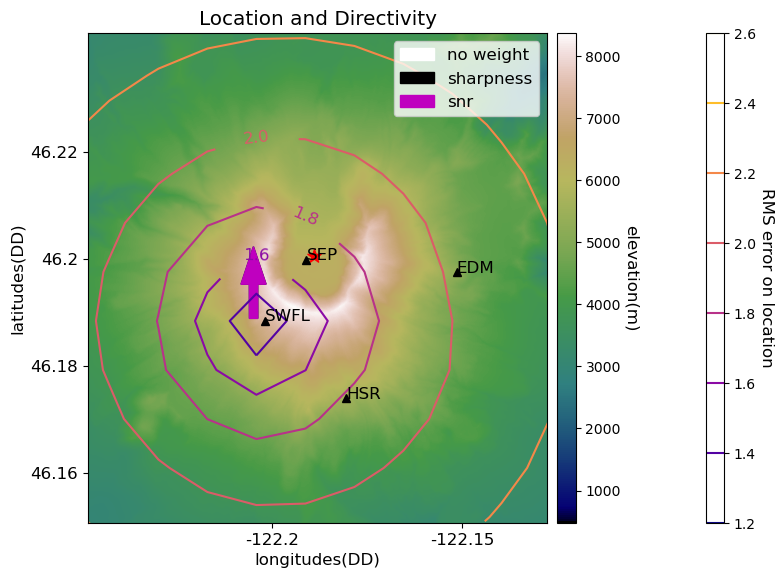 Location and Directivity
no weight
sharpness
snr
2.0
1.8
1.6
SEP
EDM
SWFL
HSR
46.22
46.2
46.18
46.16
latitudes(DD)
-122.2
-122.15
longitudes(DD)
8000
7000
6000
5000
4000
3000
2000
1000
elevation(m)
2.6
2.4
2.2
2.0
1.8
1.6
1.4
1.2
RMS error on location